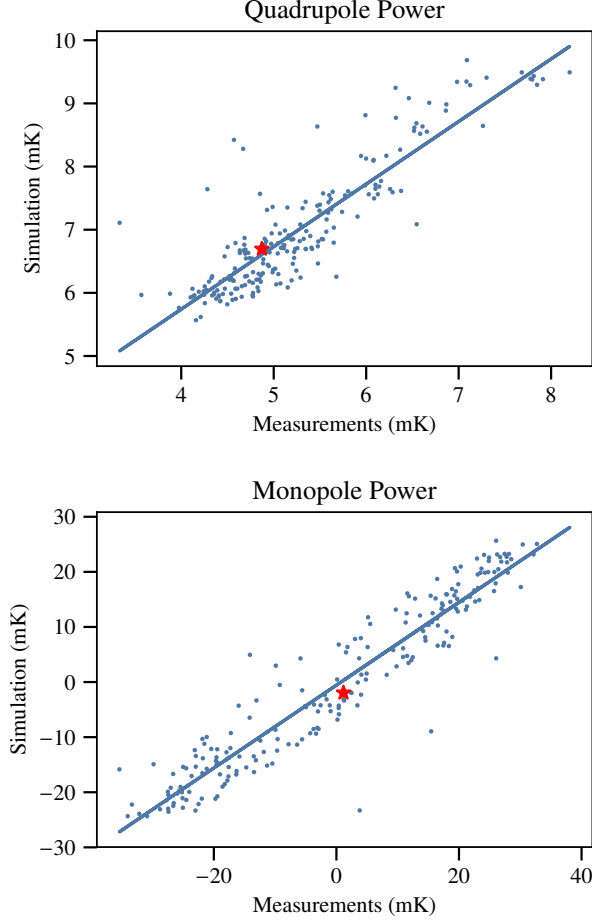 Quadrupole Power
10
9
8
7
6
5
Simulation (mK)
4 5 6 7 8
Measurements (mK)
Monopole Power
30
20
10
0
−10
−20
−30
Simulation (mK)
−20 0 20 40
Measurements (mK)